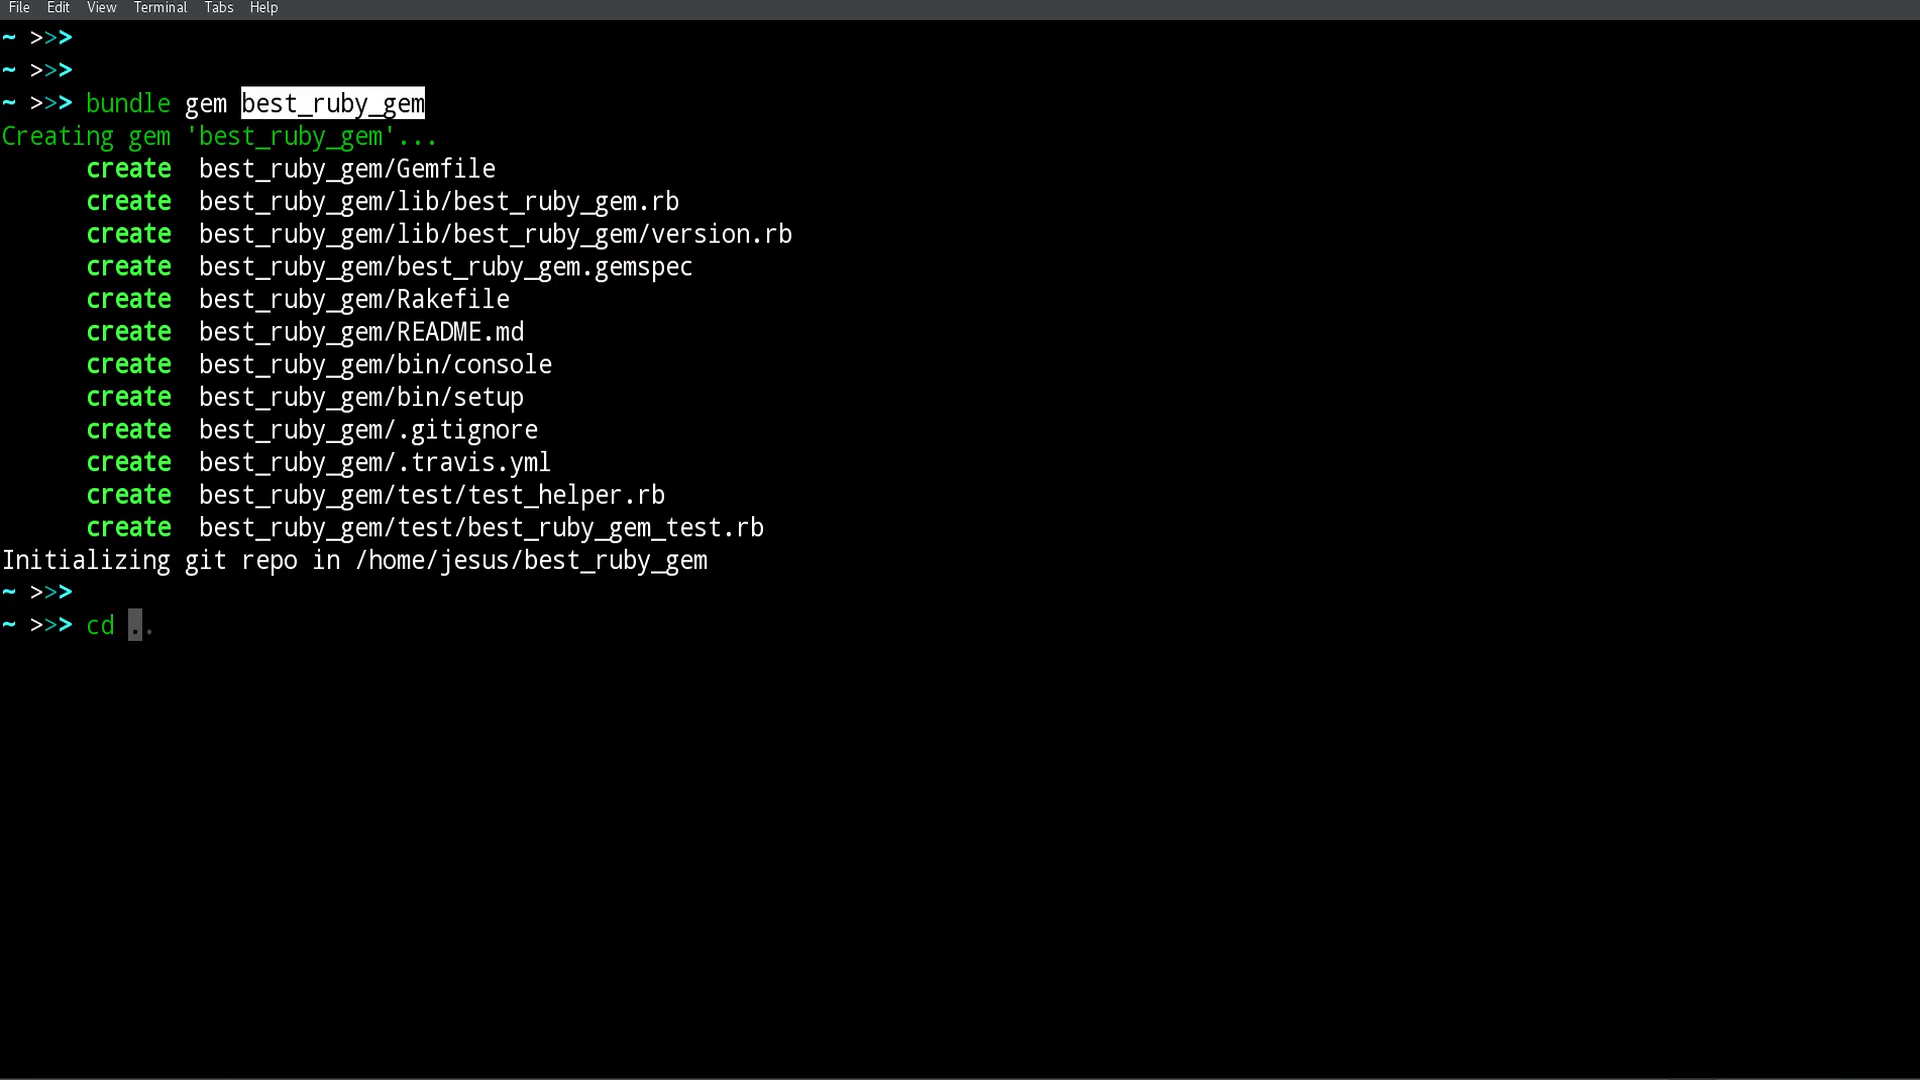 File Edit View Terminal Tabs Help
~ >>>
~ >>>
~ >>> bundle gem best_ruby_gem
Creating gem 'best_ruby_gem'...
create best_ruby_gem/Gemfile
create best_ruby_gem/lib/best_ruby_gem.rb
create best_ruby_gem/lib/best_ruby_gem/version.rb
create best_ruby_gem/best_ruby_gem.gemspec
create best_ruby_gem/Rakefile
create best_ruby_gem/README.md
create best_ruby_gem/bin/console
create best_ruby_gem/bin/setup
create best_ruby_gem/.gitignore
create best_ruby_gem/.travis.yml
create best_ruby_gem/test/test_helper.rb
create best_ruby_gem/test/best_ruby_gem_test.rb
Initializing git repo in /home/jesus/best_ruby_gem
~ >>>
~ >>> cd ..